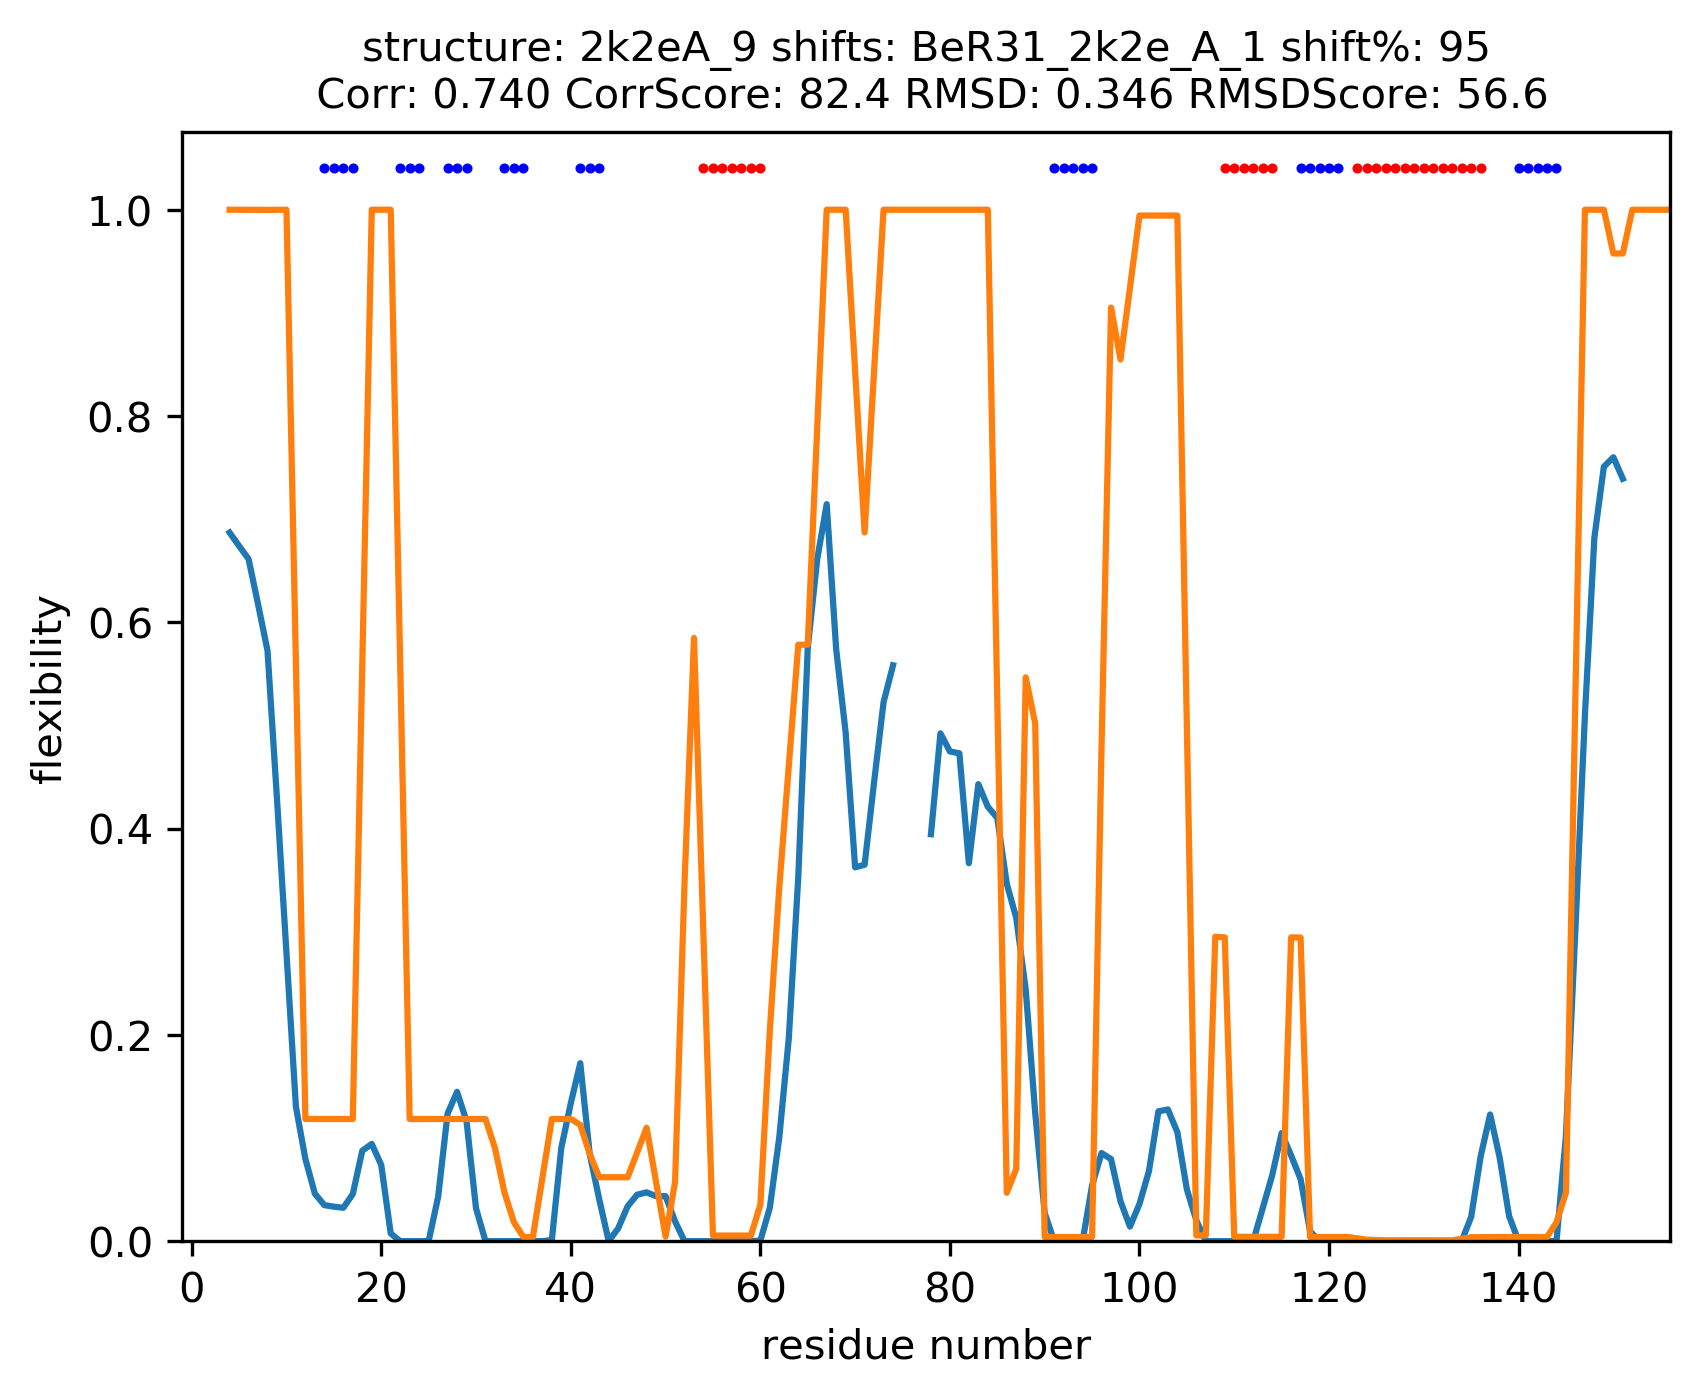 structure: 2k2eA_9 shifts: BeR31_2k2e_A_1 shift%: 95
Corr: 0.740 CorrScore: 82.4 RMSD: 0.346 RMSDScore: 56.6
1.0
0.8
0.6
0.4
0.2
0.0
flexibility
0 20 40 60 80 100 120 140
residue number